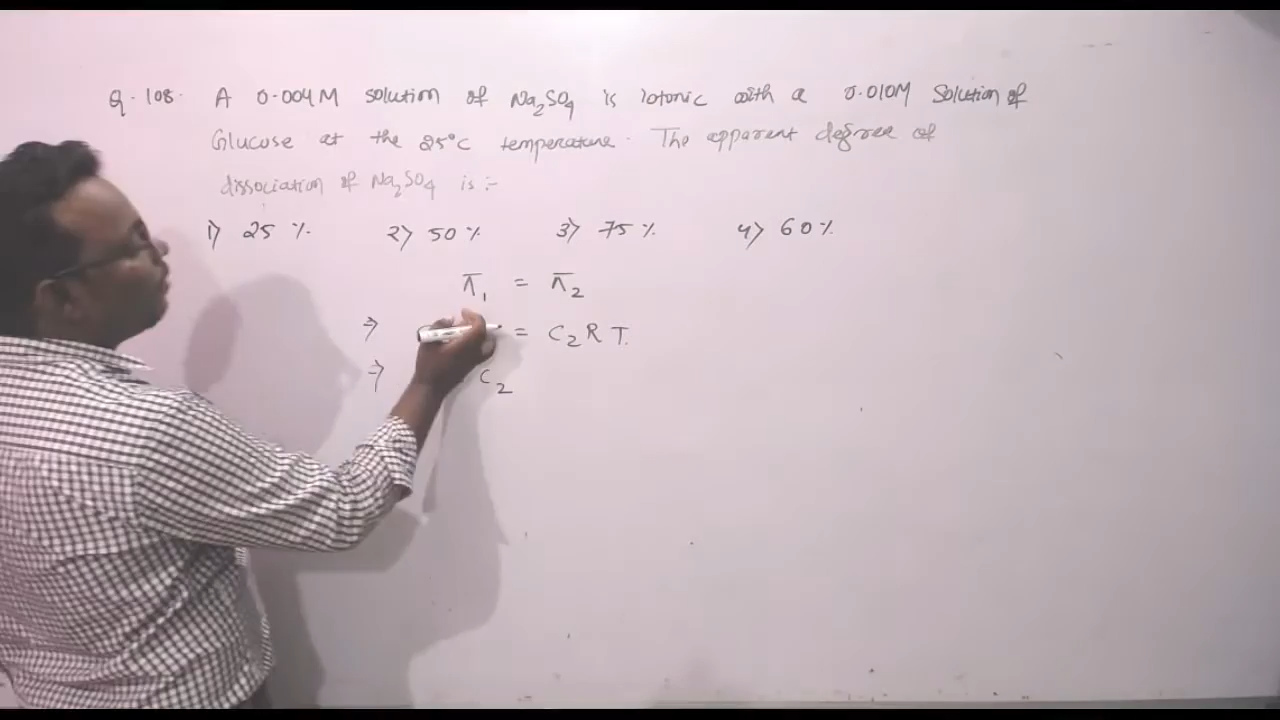 Q. 108. A 0.004M solution of Na₂SO₄ is isotonic with a 0.010M Solution of
Glucose at the 25°C temperature. The apparent degree of
dissociation of Na₂SO₄ is :-
1) 25 % 2) 50 % 3) 75 % 4) 60 %
π₁ = π₂
⇒ = C₂ R T.
⇒ C₂